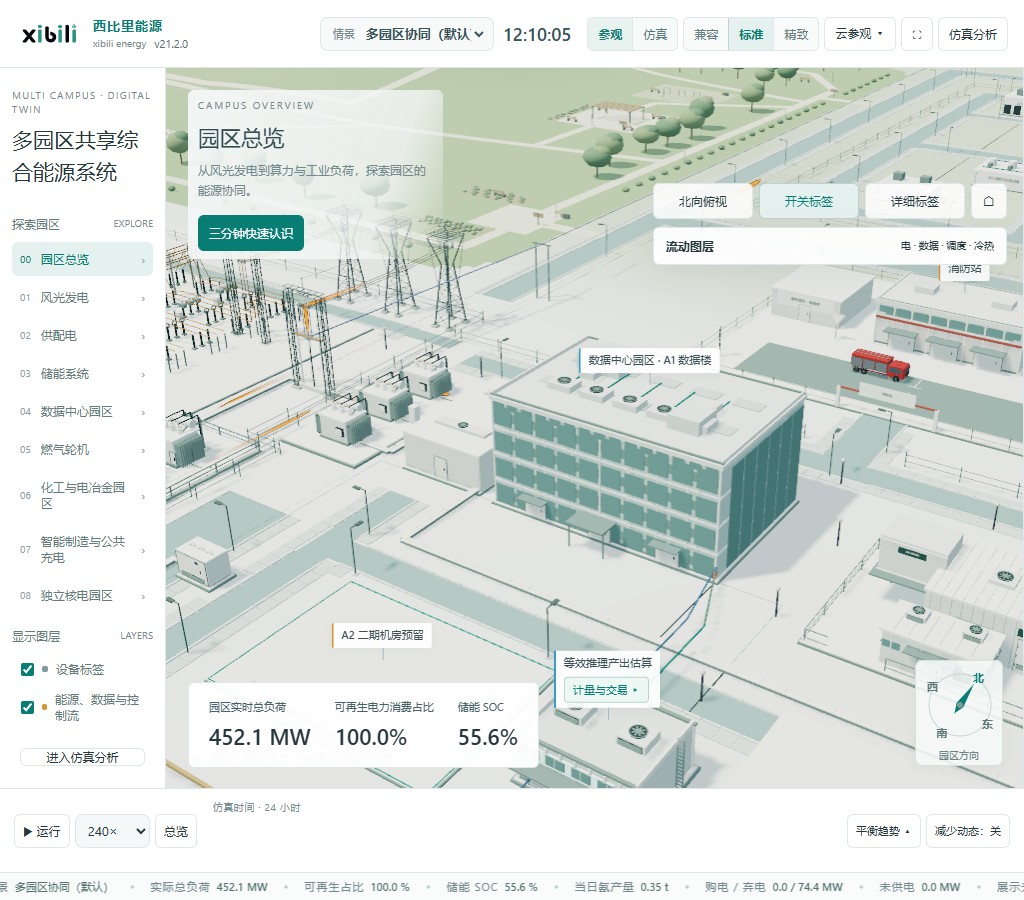 xibili 西比里能源
xibili energy v21.2.0
情景 多园区协同（默认
12:10:05
参观 仿真
兼容 标准 精致
云参观
仿真分析
MULTI CAMPUS · DIGITAL
TWIN
多园区共享综
合能源系统
探索园区 EXPLORE
00 园区总览 ›
01 风光发电 ›
02 供配电 ›
03 储能系统 ›
04 数据中心园区 ›
05 燃气轮机 ›
06 化工与电冶金园
区 ›
07 智能制造与公共
充电 ›
08 独立核电园区 ›
显示图层 LAYERS
设备标签
能源、数据与控
制流
进入仿真分析
CAMPUS OVERVIEW
园区总览
从风光发电到算力与工业负荷，探索园区的
能源协同。
三分钟快速认识
北向俯视 开关标签 详细标签
流动图层 电·数据·调度·冷热
消防站
数据中心园区 · A1 数据楼
A2 二期机房预留
等效推理产出估算
计量与交易
园区实时总负荷 可再生电力消费占比 储能 SOC
452.1 MW 100.0% 55.6%
北
西
东
南
园区方向
仿真时间 · 24 小时
运行 240× 总览
平衡趋势 减少动态：关
景 多园区协同（默认） • 实际总负荷 452.1 MW • 可再生占比 100.0 % • 储能 SOC 55.6 % • 当日氨产量 0.35 t • 购电 / 弃电 0.0 / 74.4 MW • 未供电 0.0 MW • 展示